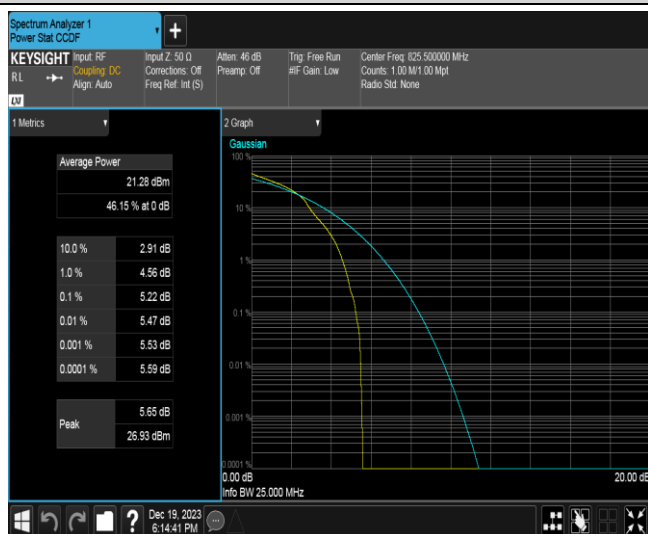 Spectrum Analyzer 1
Power Stat CCDF
+
KEYSIGHT
RL
LXI
Input: RF
Coupling: DC
Align: Auto
Input Z: 50 Ω
Corrections: Off
Freq Ref: Int (S)
Atten: 46 dB
Preamp: Off
Trig: Free Run
#IF Gain: Low
Center Freq: 825.500000 MHz
Counts: 1.00 M/1.00 Mpt
Radio Std: None
1 Metrics
Average Power
21.28 dBm
46.15 % at 0 dB
10.0 % 2.91 dB
1.0 % 4.56 dB
0.1 % 5.22 dB
0.01 % 5.47 dB
0.001 % 5.53 dB
0.0001 % 5.59 dB
Peak
5.65 dB
26.93 dBm
2 Graph
Gaussian
100 %
10 %
1 %
0.1 %
0.01 %
0.001 %
0.0001 %
0.00 dB
20.00 dB
Info BW 25.000 MHz
?
Dec 19, 2023
6:14:41 PM